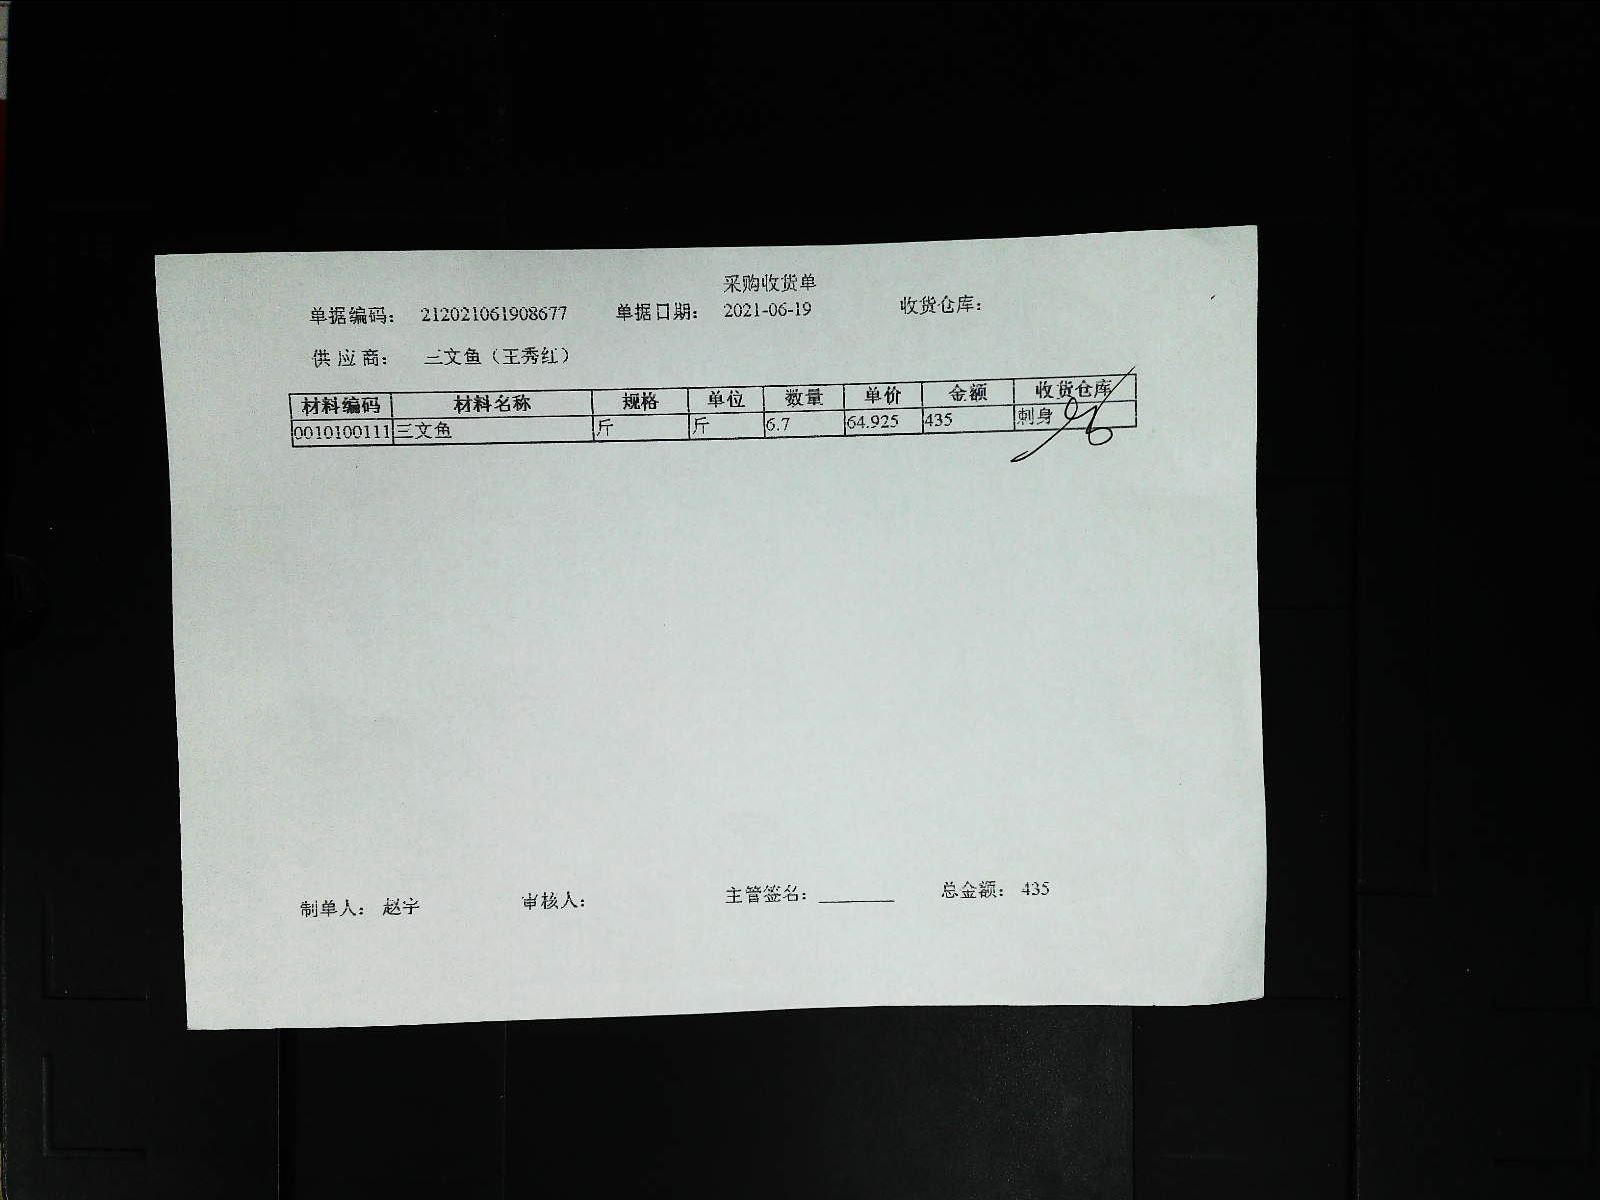 采购收货单
单据编码： 212021061908677 单据日期： 2021-06-19 收货仓库：
供应商： 三文鱼（王秀红）
材料编码 材料名称 规格 单位 数量 单价 金额 收货仓库
0010100111 三文鱼 斤 斤 6.7 64.925 435 刺身
制单人： 赵宇 审核人： 主管签名： 总金额： 435